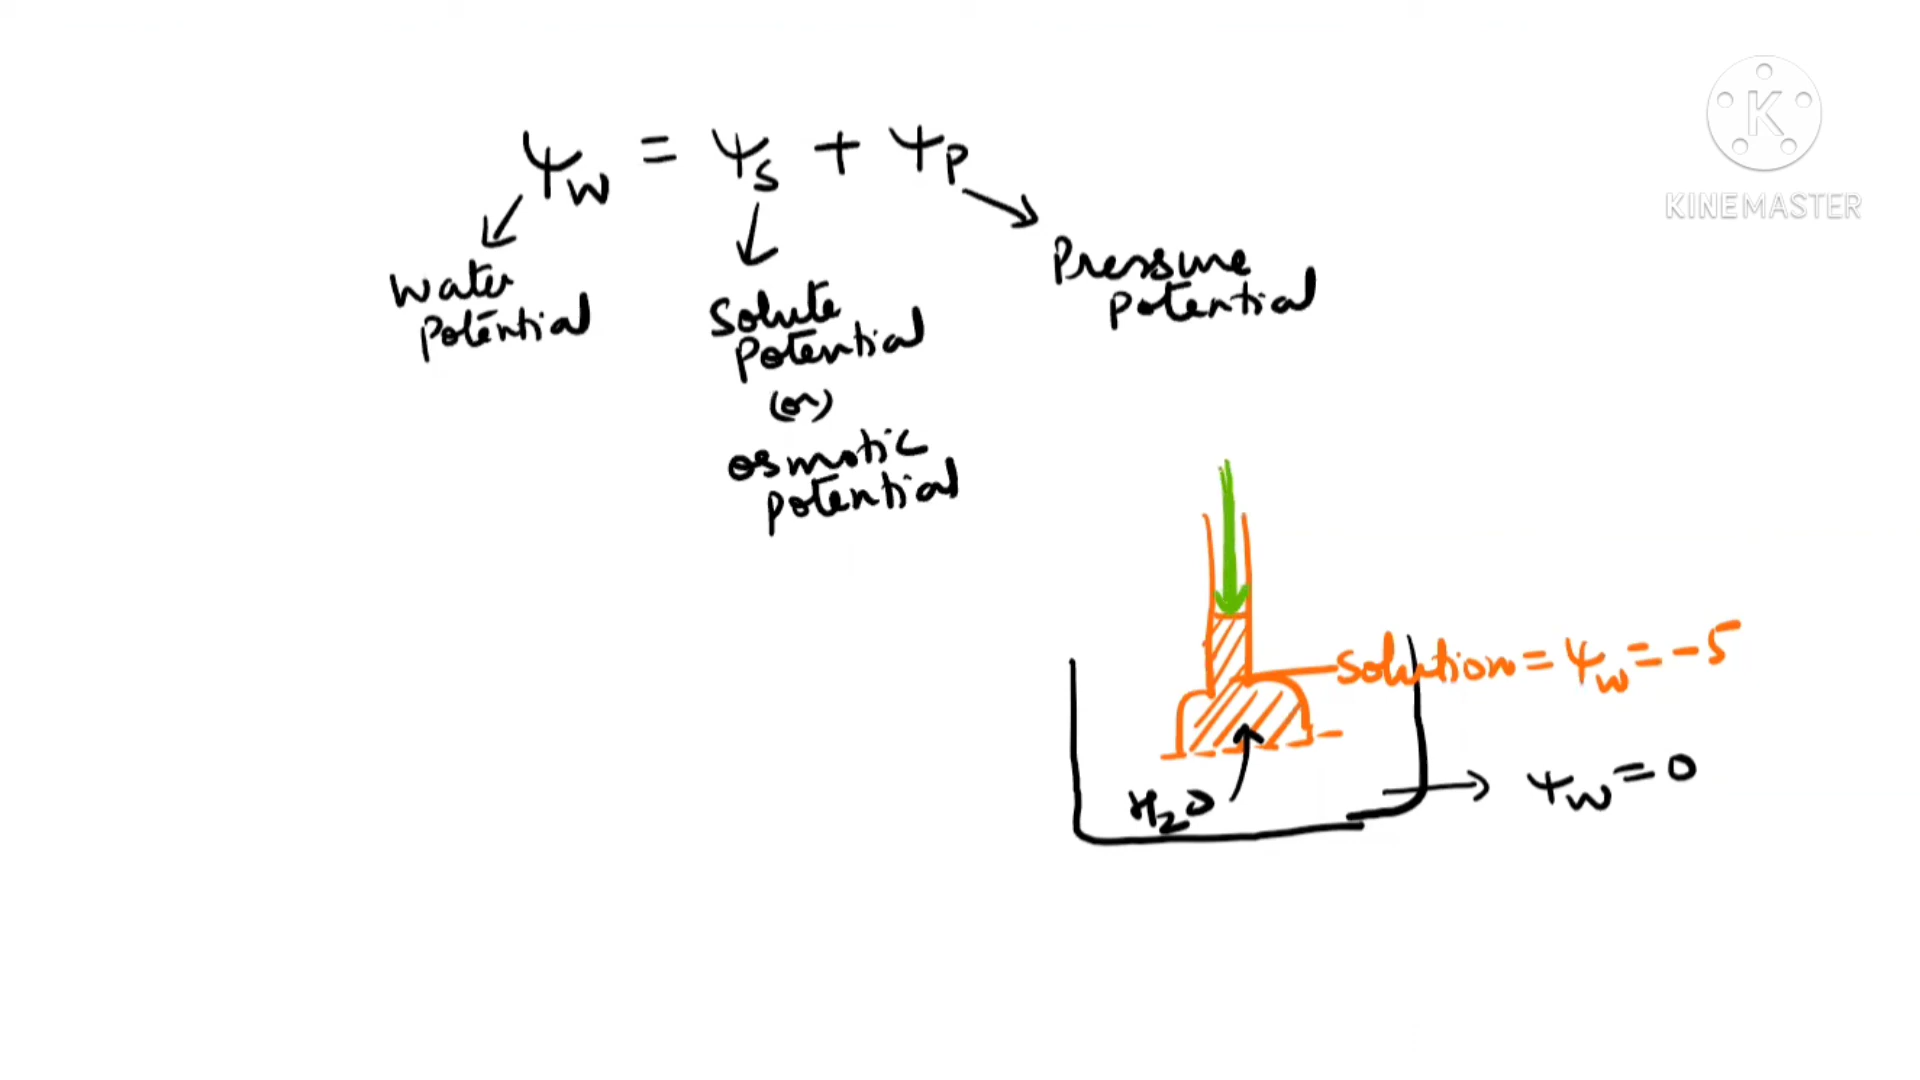 Ψw = Ψs + Ψp
Water
Potential
Solute
Potential
(or)
osmotic
potential
Pressure
Potential
K
KINEMASTER
Solution = Ψw = -5
H2O
Ψw = 0